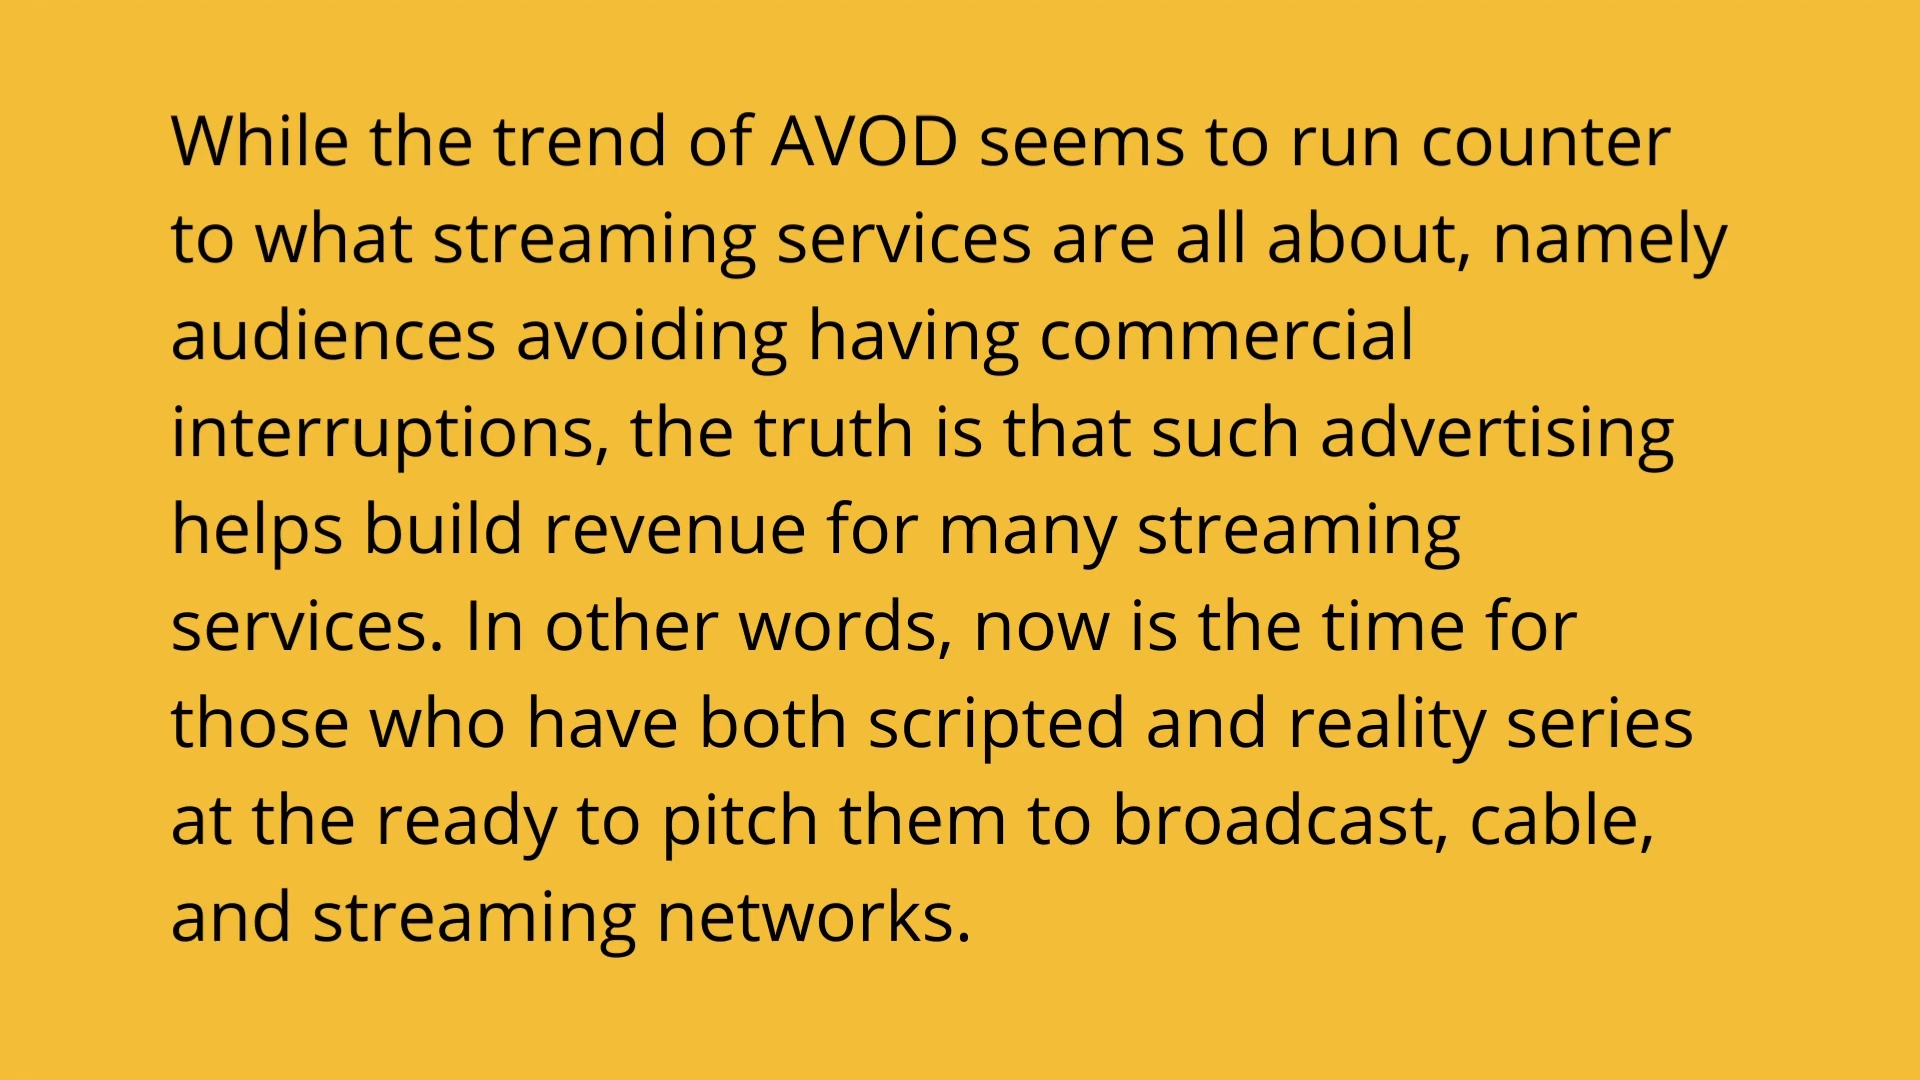 While the trend of AVOD seems to run counter
to what streaming services are all about, namely
audiences avoiding having commercial
interruptions, the truth is that such advertising
helps build revenue for many streaming
services. In other words, now is the time for
those who have both scripted and reality series
at the ready to pitch them to broadcast, cable,
and streaming networks.